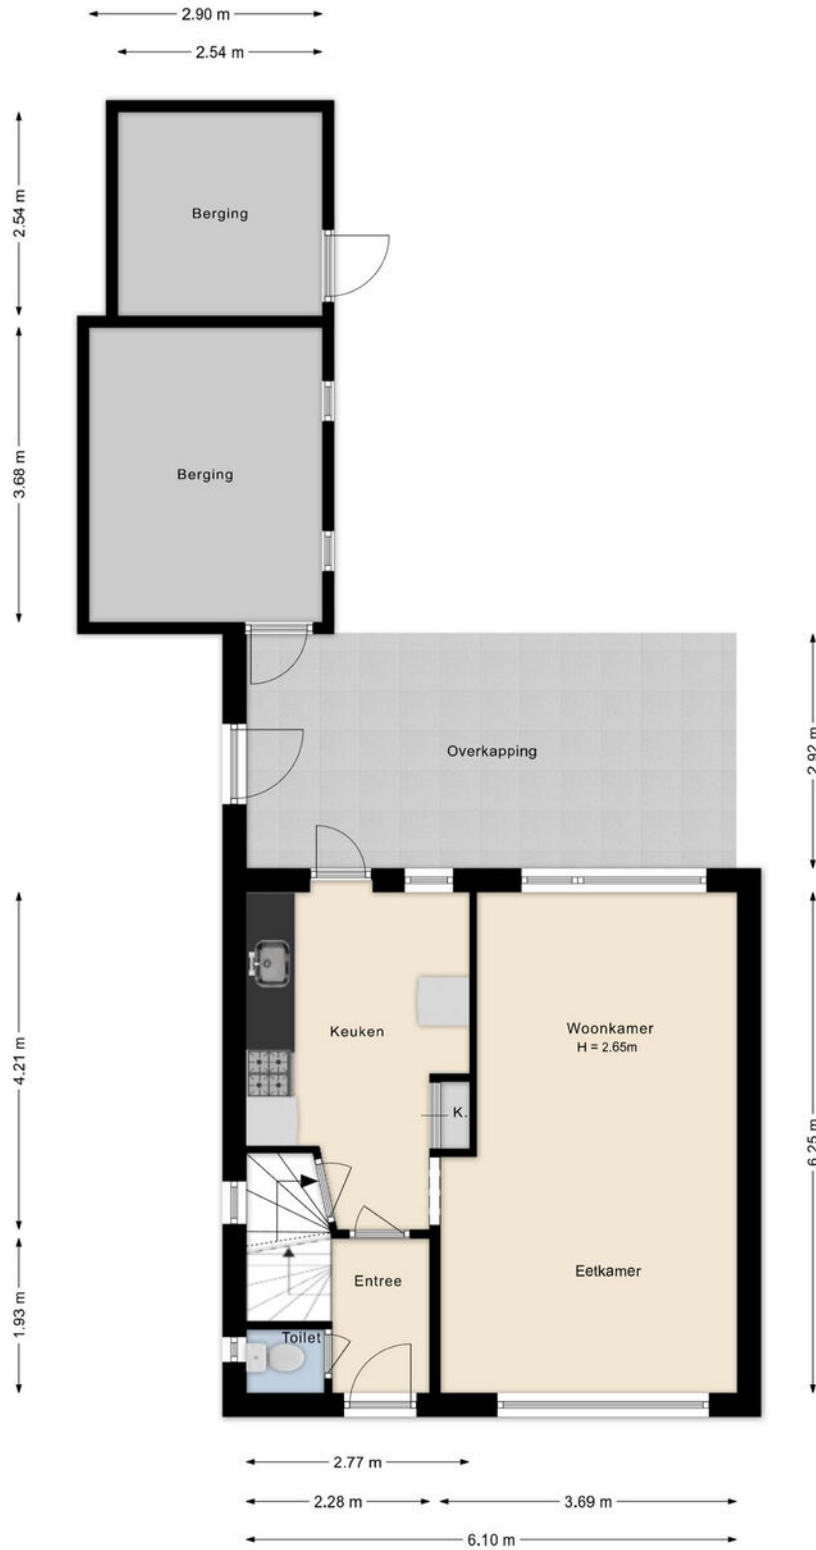 2.90 m
2.54 m
2.54 m
Berging
3.68 m
Berging
Overkapping
2.92 m
4.21 m
Keuken
Woonkamer
H = 2.65m
K.
6.25 m
1.93 m
Entree
Eetkamer
Toilet
2.77 m
2.28 m
3.69 m
6.10 m